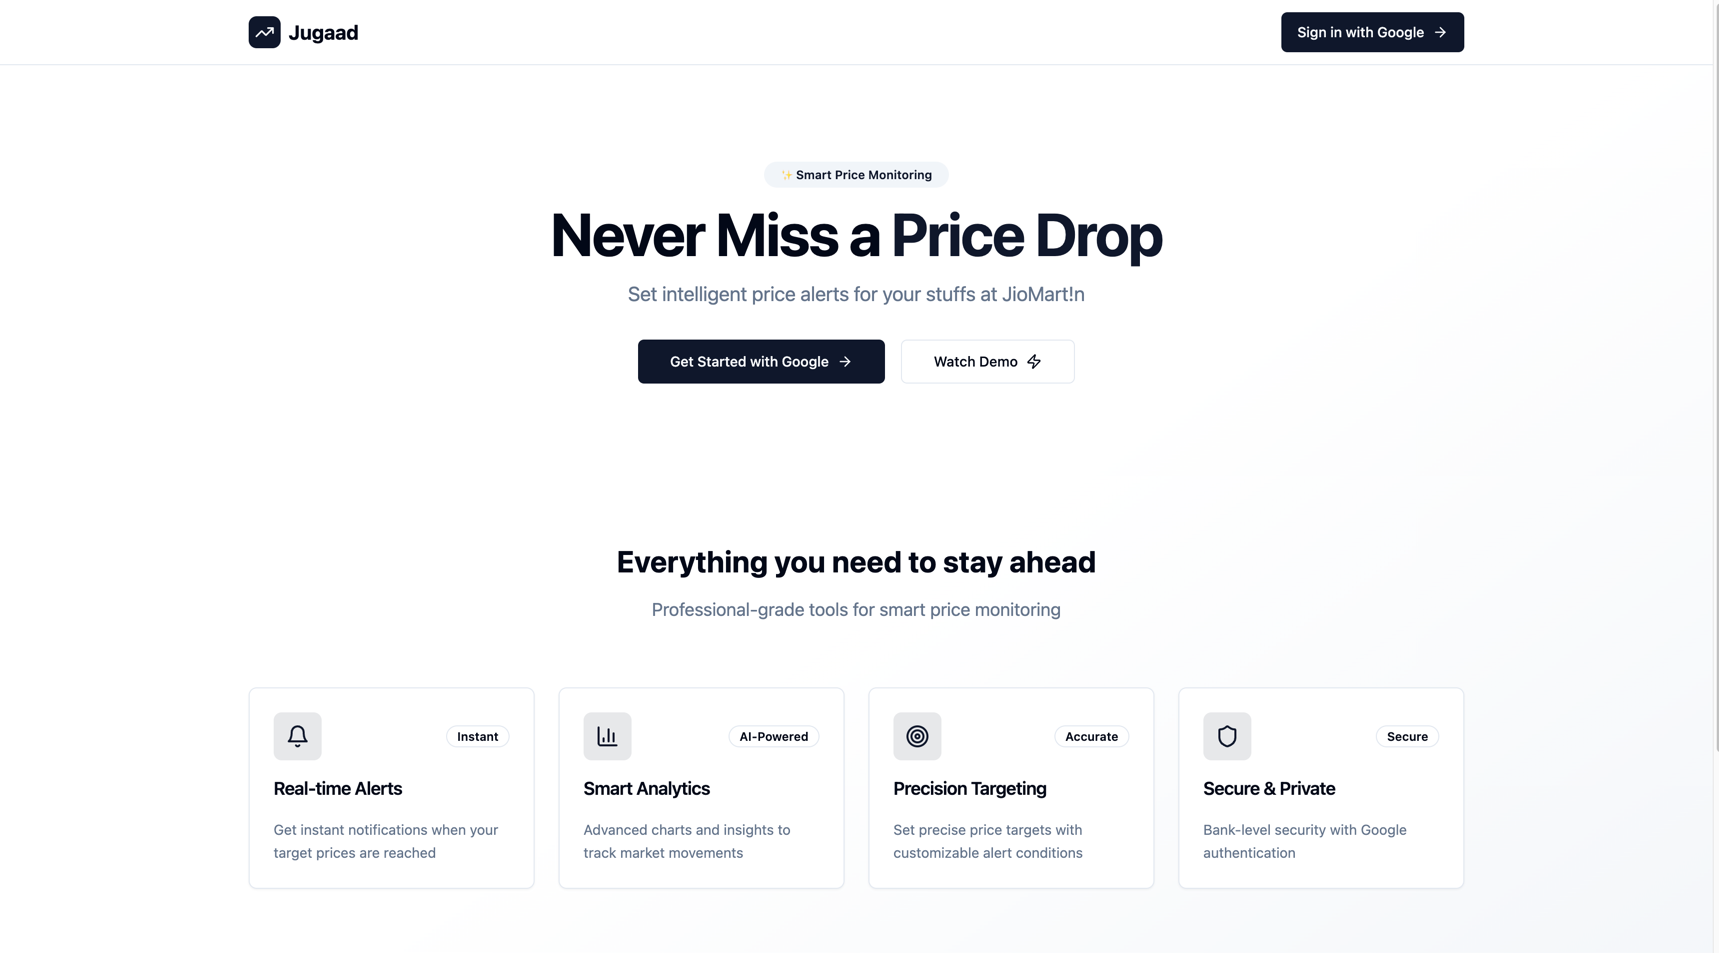 Jugaad
Sign in with Google →
✨ Smart Price Monitoring
Never Miss a Price Drop
Set intelligent price alerts for your stuffs at JioMart!n
Get Started with Google →
Watch Demo
Everything you need to stay ahead
Professional-grade tools for smart price monitoring
Instant
Real-time Alerts
Get instant notifications when your
target prices are reached
AI-Powered
Smart Analytics
Advanced charts and insights to
track market movements
Accurate
Precision Targeting
Set precise price targets with
customizable alert conditions
Secure
Secure & Private
Bank-level security with Google
authentication